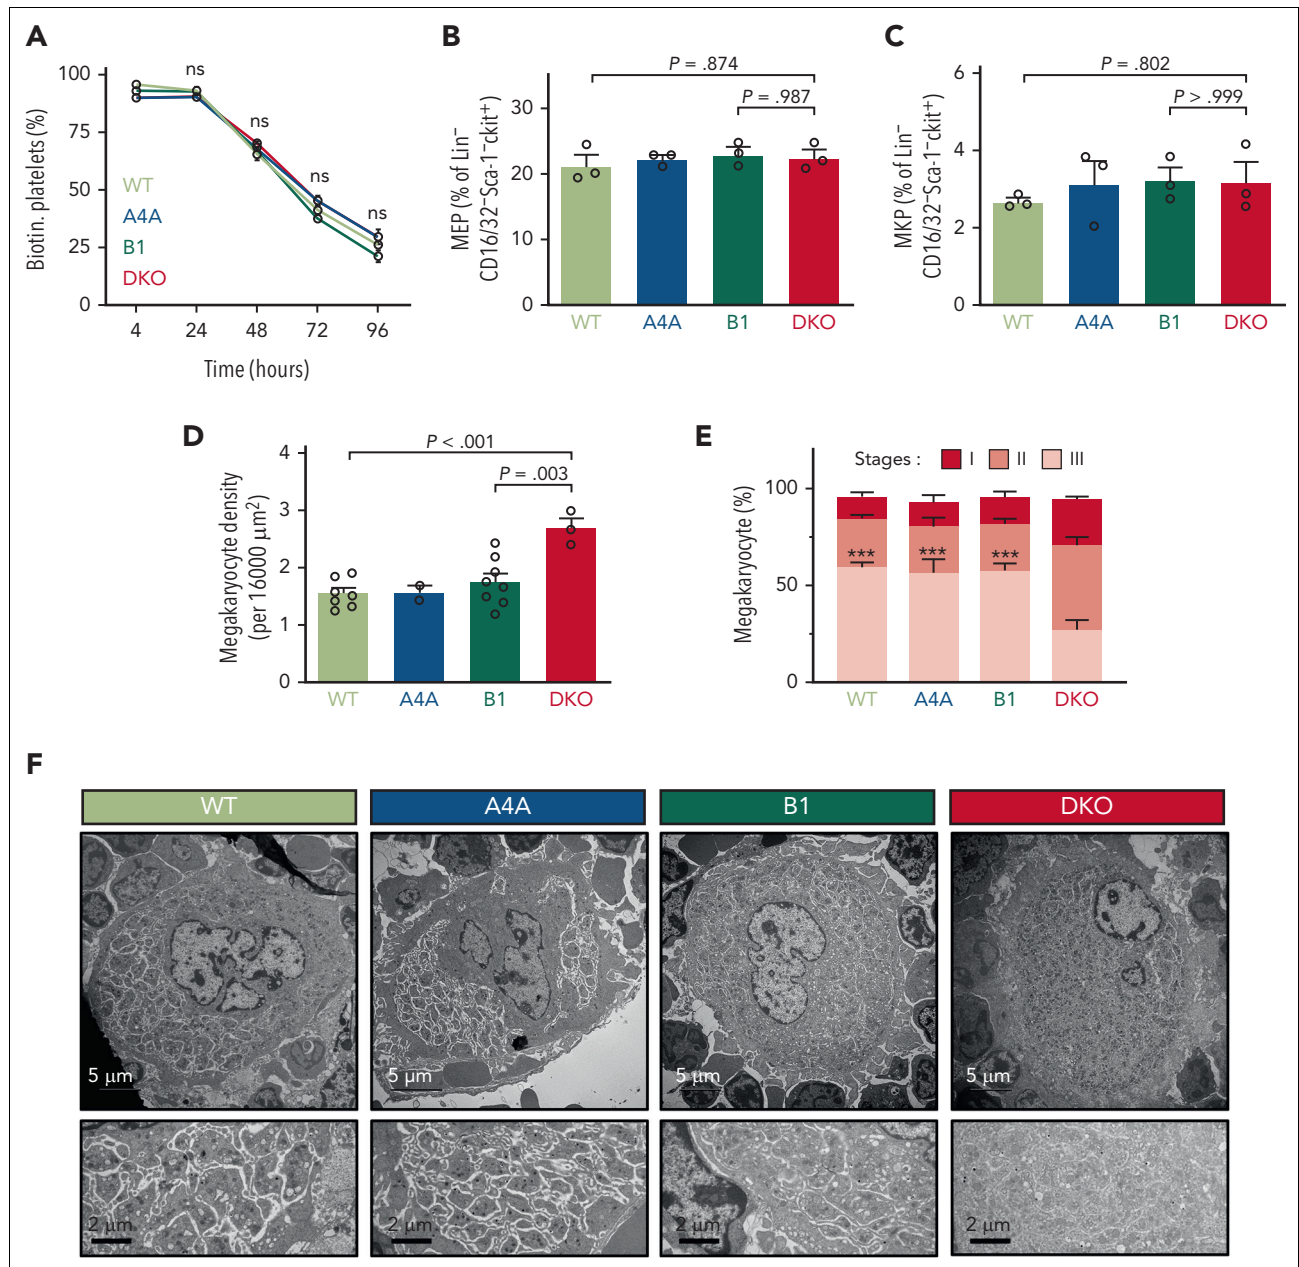 A
Biotin. platelets (%)
100
75
50
25
0
ns
ns
ns
ns
WT
A4A
B1
DKO
4 24 48 72 96
Time (hours)
B
MEP (% of Lin⁻
CD16/32⁻Sca-1⁻ckit⁺)
30
20
10
0
P = .874
P = .987
WT A4A B1 DKO
C
MKP (% of Lin⁻
CD16/32⁻Sca-1⁻ckit⁺)
6
4
2
0
P = .802
P > .999
WT A4A B1 DKO
D
Megakaryocyte density
(per 16000 μm²)
4
3
2
1
0
P < .001
P = .003
WT A4A B1 DKO
E
Megakaryocyte (%)
Stages : I II III
100
50
0
*** *** ***
WT A4A B1 DKO
F
WT A4A B1 DKO
5 μm 5 μm 5 μm 5 μm
2 μm 2 μm 2 μm 2 μm